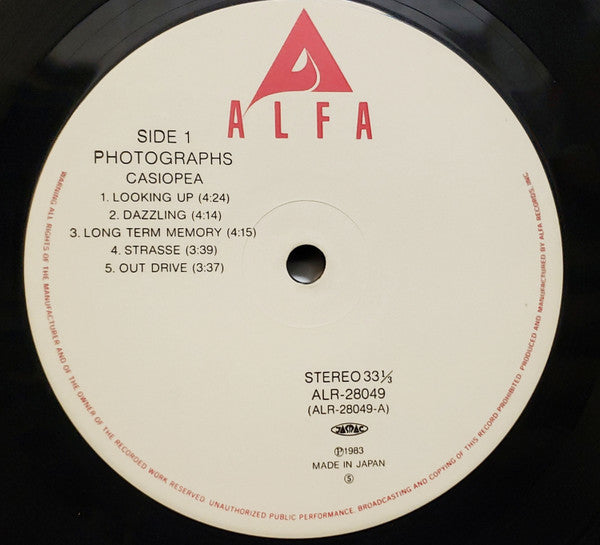 ALFA
SIDE 1
PHOTOGRAPHS
CASIOPEA
1. LOOKING UP (4:24)
2. DAZZLING (4:14)
3. LONG TERM MEMORY (4:15)
4. STRASSE (3:39)
5. OUT DRIVE (3:37)
STEREO 33⅓
ALR-28049
(ALR-28049-A)
JASRAC
Ⓟ1983
MADE IN JAPAN
Ⓢ
WARNING: ALL RIGHTS OF THE MANUFACTURER AND OF THE OWNER OF THE RECORDED WORK RESERVED. UNAUTHORIZED PUBLIC PERFORMANCE, BROADCASTING AND COPYING OF THIS RECORD PROHIBITED. PRODUCED AND MANUFACTURED BY ALFA RECORDS, INC.